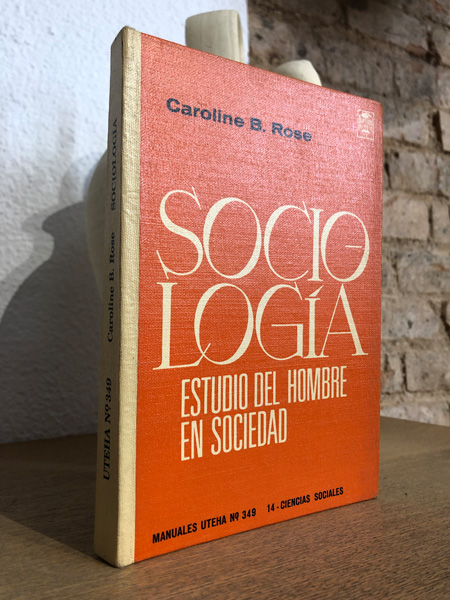 Caroline B. Rose
SOCIO
LOGÍA
ESTUDIO DEL HOMBRE
EN SOCIEDAD
MANUALES UTEHA Nº 349 14 - CIENCIAS SOCIALES
UTEHA Nº 349 Caroline B. Rose SOCIOLOGÍA